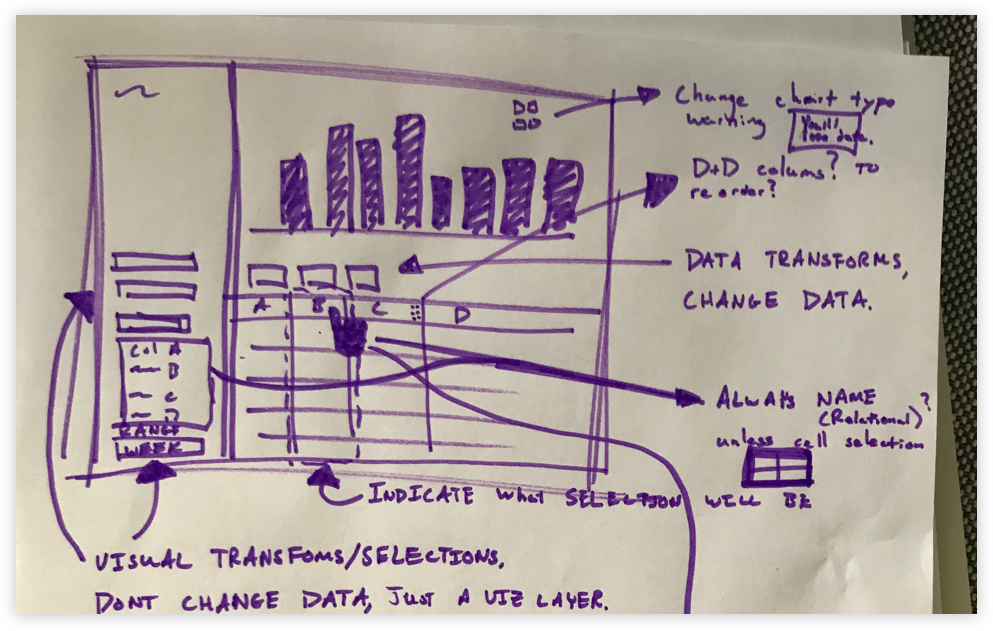 Change chart type
warning
You'll
lose data.
D+D colums? To
reorder?
DATA TRANSFORMS,
CHANGE DATA.
A B C D
Col A
B
C
D
RANGE
WEEK
ALWAYS NAME ?
(Relational)
unless cell selection
INDICATE what SELECTION WILL BE
VISUAL TRANSFOMS/SELECTIONS.
DONT CHANGE DATA, JUST A VIZ LAYER.